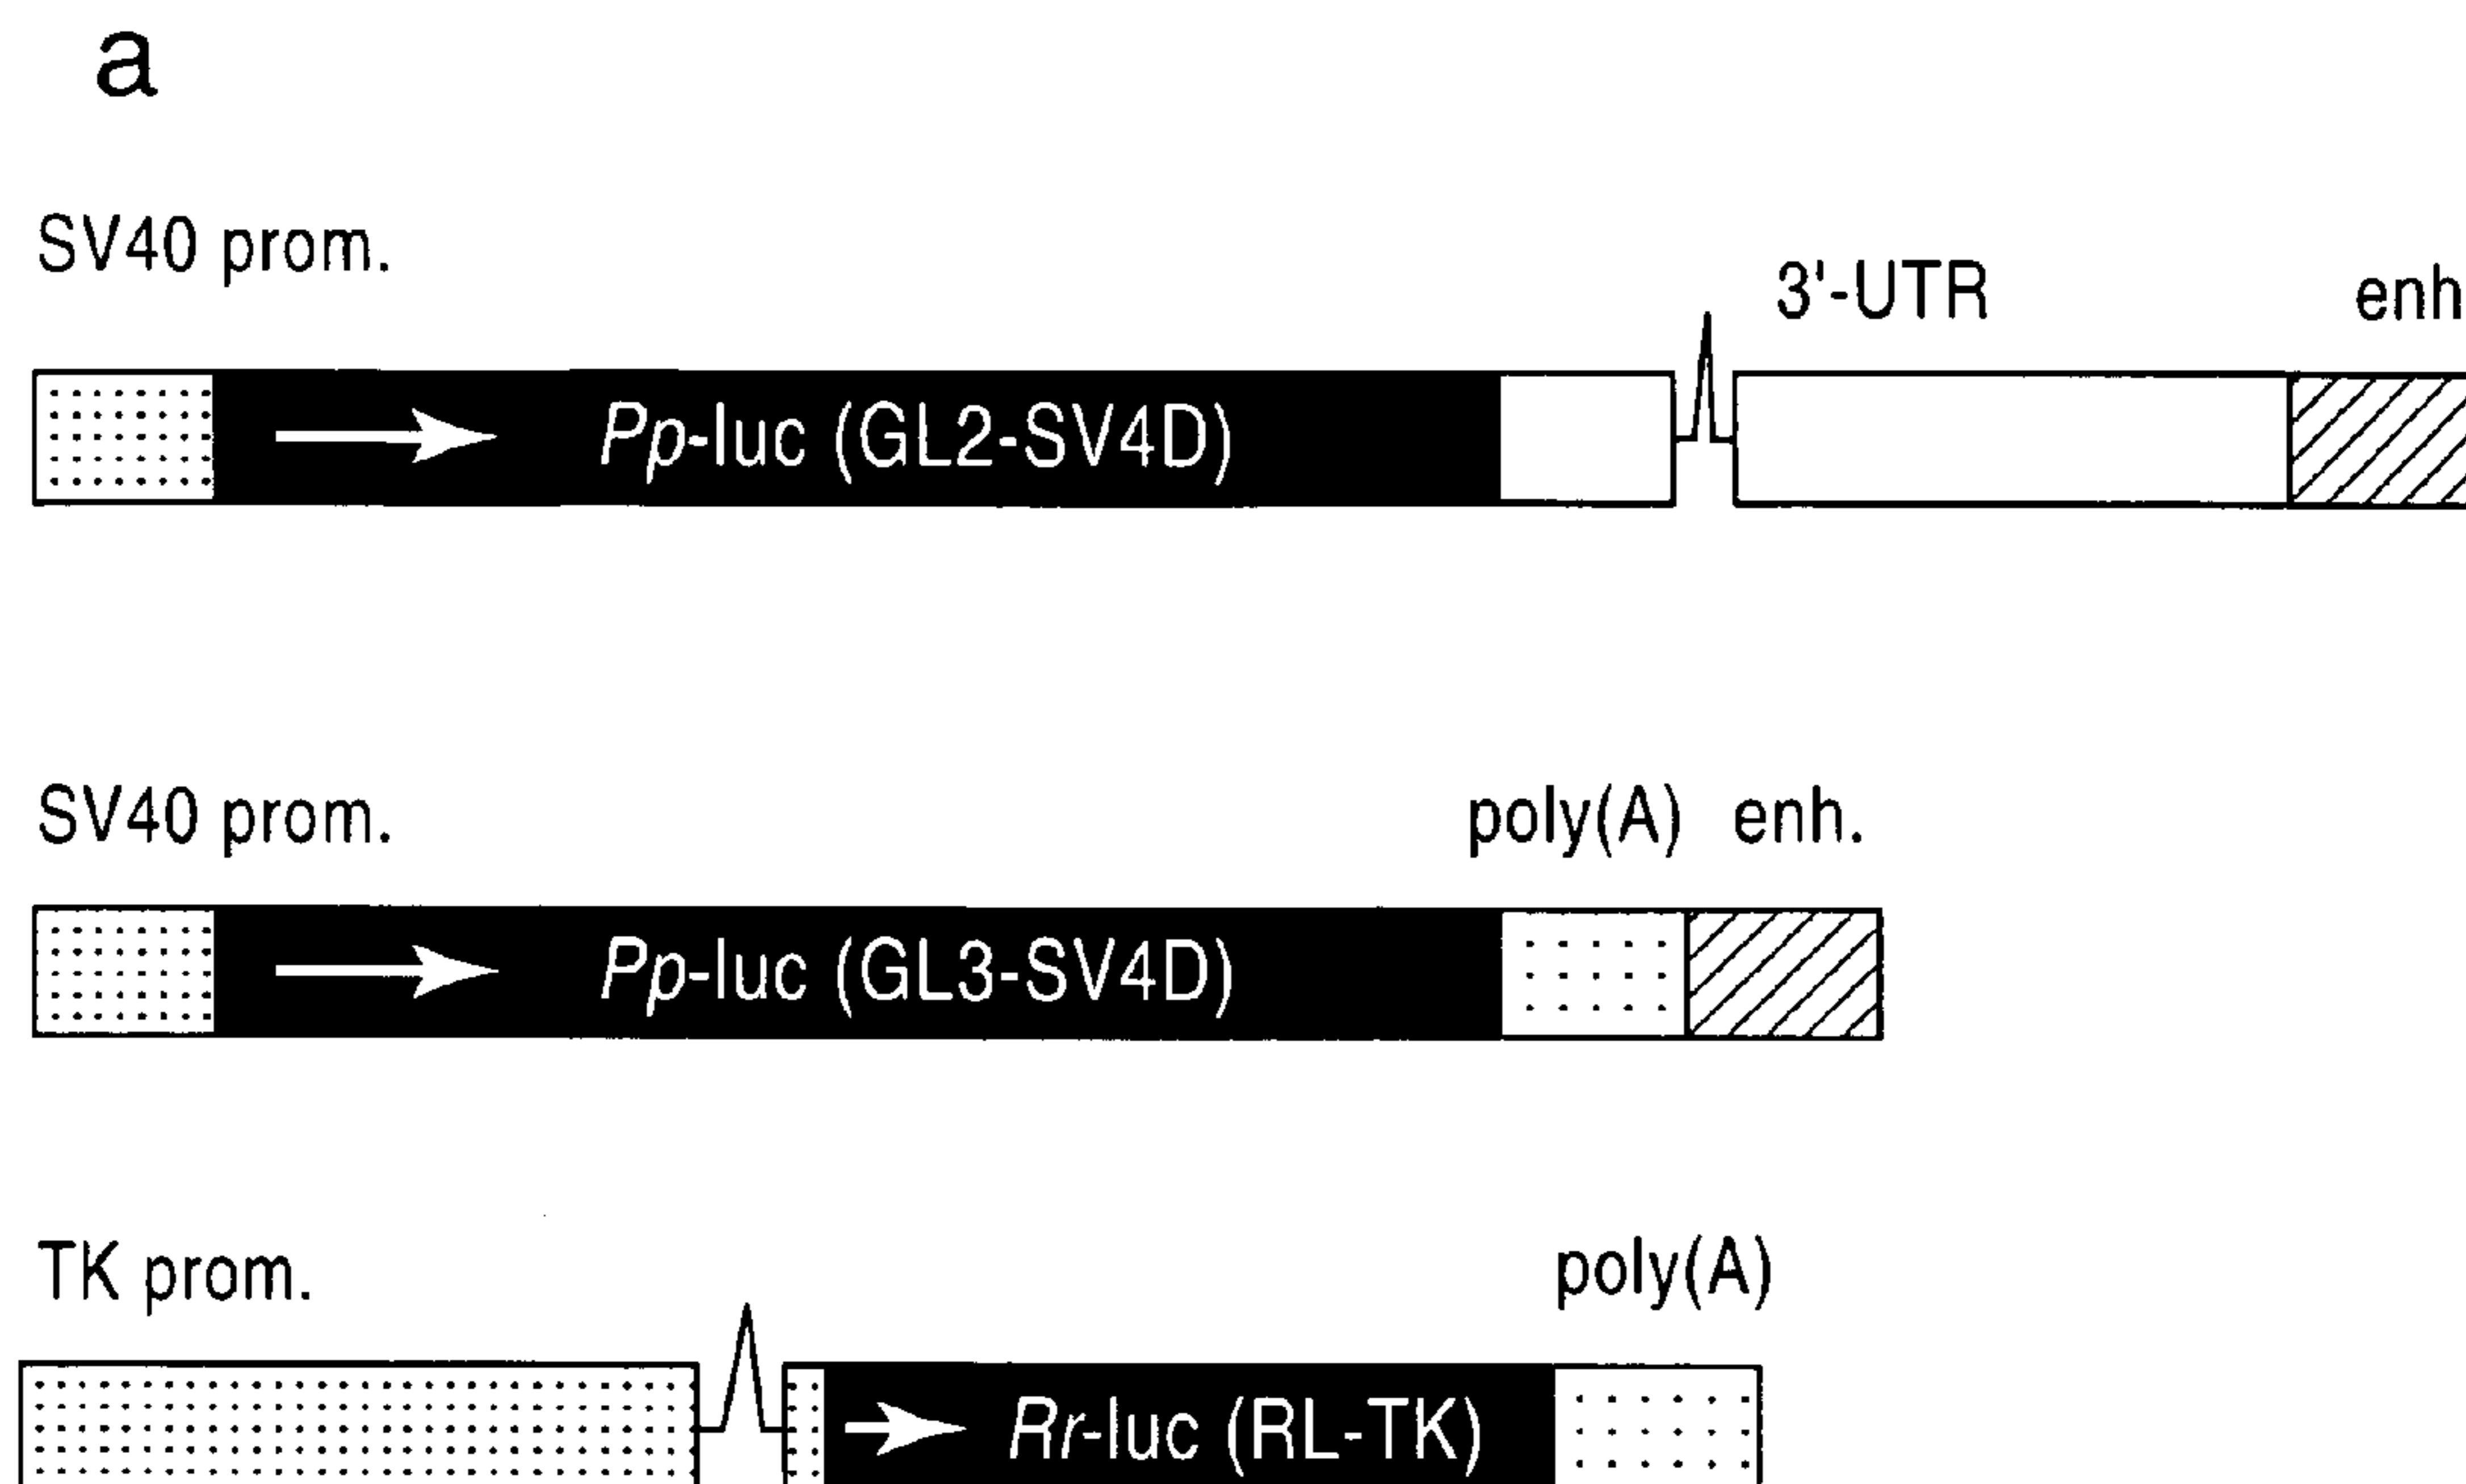 a
SV40 prom.
3'-UTR
enh
Pp-luc (GL2-SV4D)
SV40 prom.
poly(A) enh.
Pp-luc (GL3-SV4D)
TK prom.
poly(A)
Rr-luc (RL-TK)